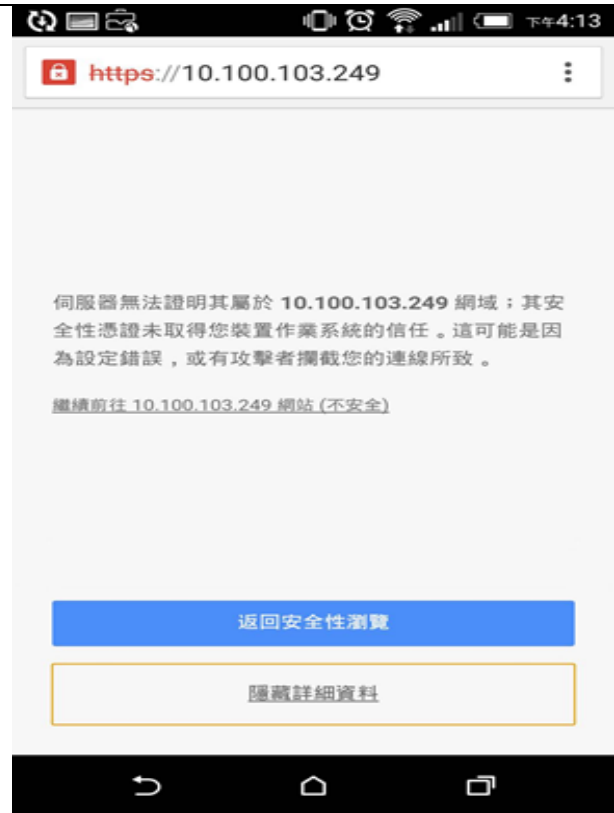 下午4:13
https://10.100.103.249
伺服器無法證明其屬於 10.100.103.249 網域；其安
全性憑證未取得您裝置作業系統的信任。這可能是因
為設定錯誤，或有攻擊者攔截您的連線所致。
繼續前往 10.100.103.249 網站 (不安全)
返回安全性瀏覽
隱藏詳細資料